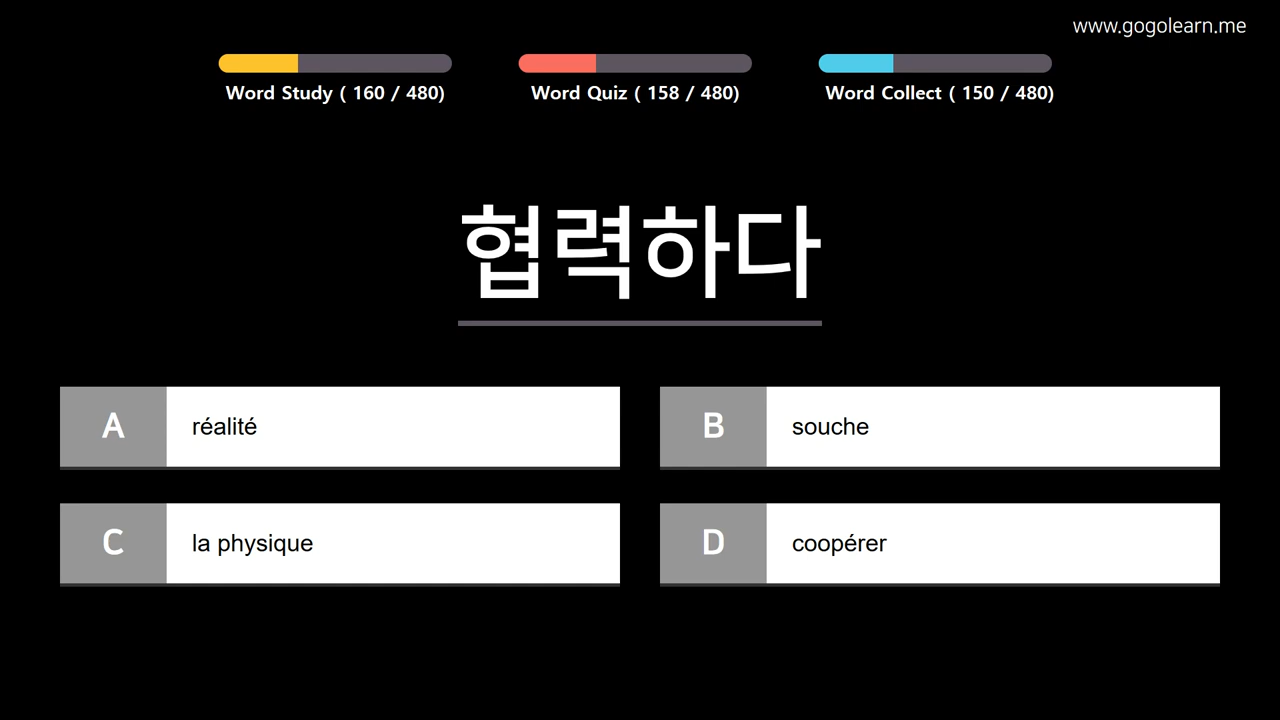 www.gogolearn.me
Word Study ( 160 / 480)
Word Quiz ( 158 / 480)
Word Collect ( 150 / 480)
협력하다
A réalité
B souche
C la physique
D coopérer